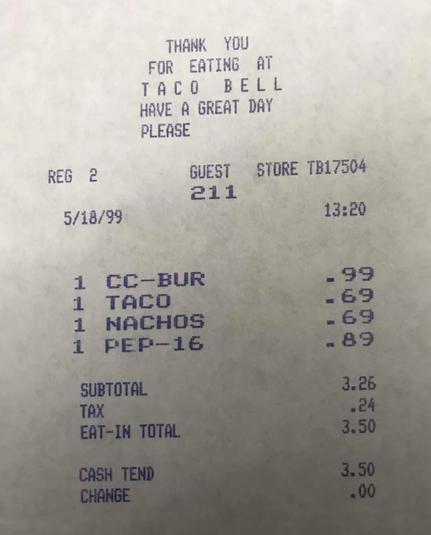 THANK YOU
FOR EATING AT
TACO BELL
HAVE A GREAT DAY
PLEASE
REG 2 GUEST STORE TB17504
211
5/18/99 13:20
1 CC-BUR .99
1 TACO .69
1 NACHOS .69
1 PEP-16 .89
SUBTOTAL 3.26
TAX .24
EAT-IN TOTAL 3.50
CASH TEND 3.50
CHANGE .00